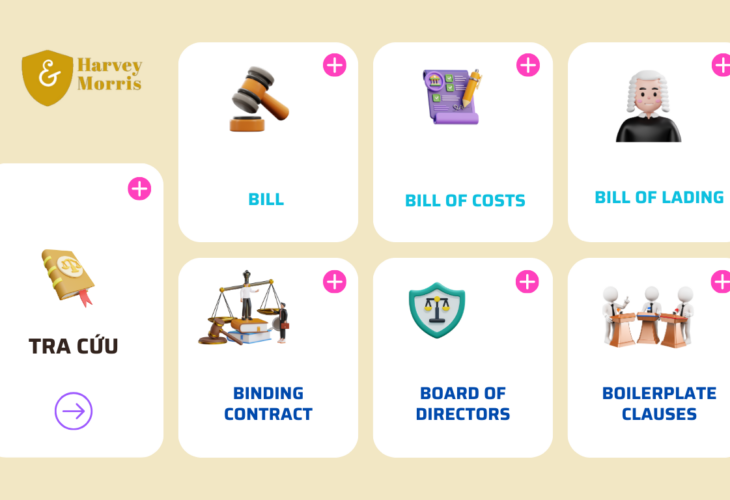 &
Harvey
Morris
BILL
BILL OF COSTS
BILL OF LADING
TRA CỨU
BINDING
CONTRACT
BOARD OF
DIRECTORS
BOILERPLATE
CLAUSES